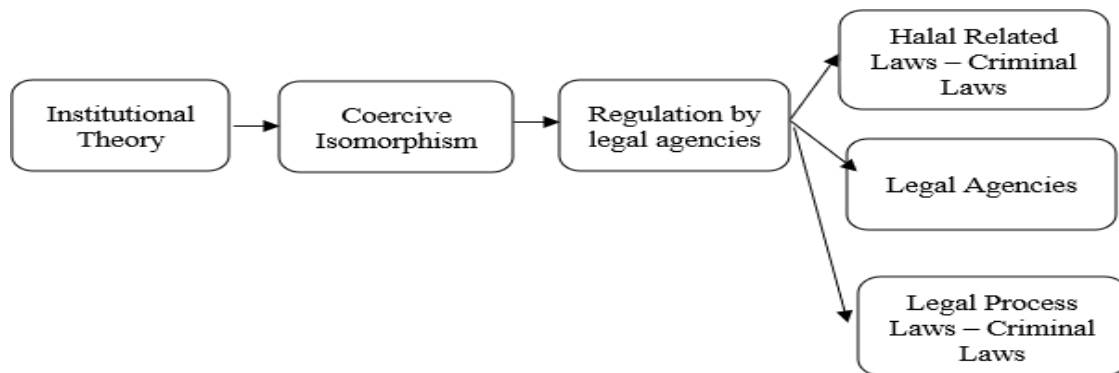 Institutional
Theory
Coercive
Isomorphism
Regulation by
legal agencies
Halal Related
Laws – Criminal
Laws
Legal Agencies
Legal Process
Laws – Criminal
Laws